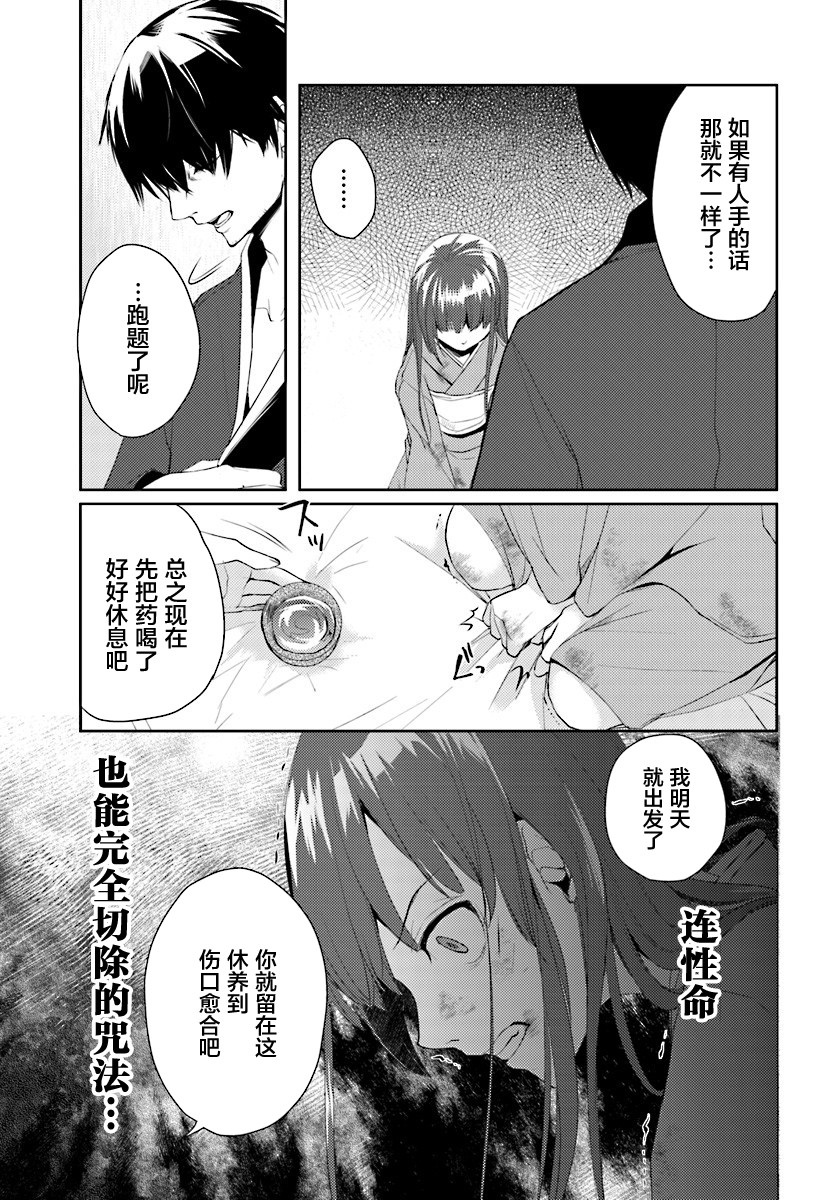 如果有人手的话
那就不一样了…
……
…跑题了呢
ス
总之现在
先把药喝了
好好休息吧
我明天
就出发了
连性命
你就留在这
休养到
伤口愈合吧
也能完全切除的咒法…